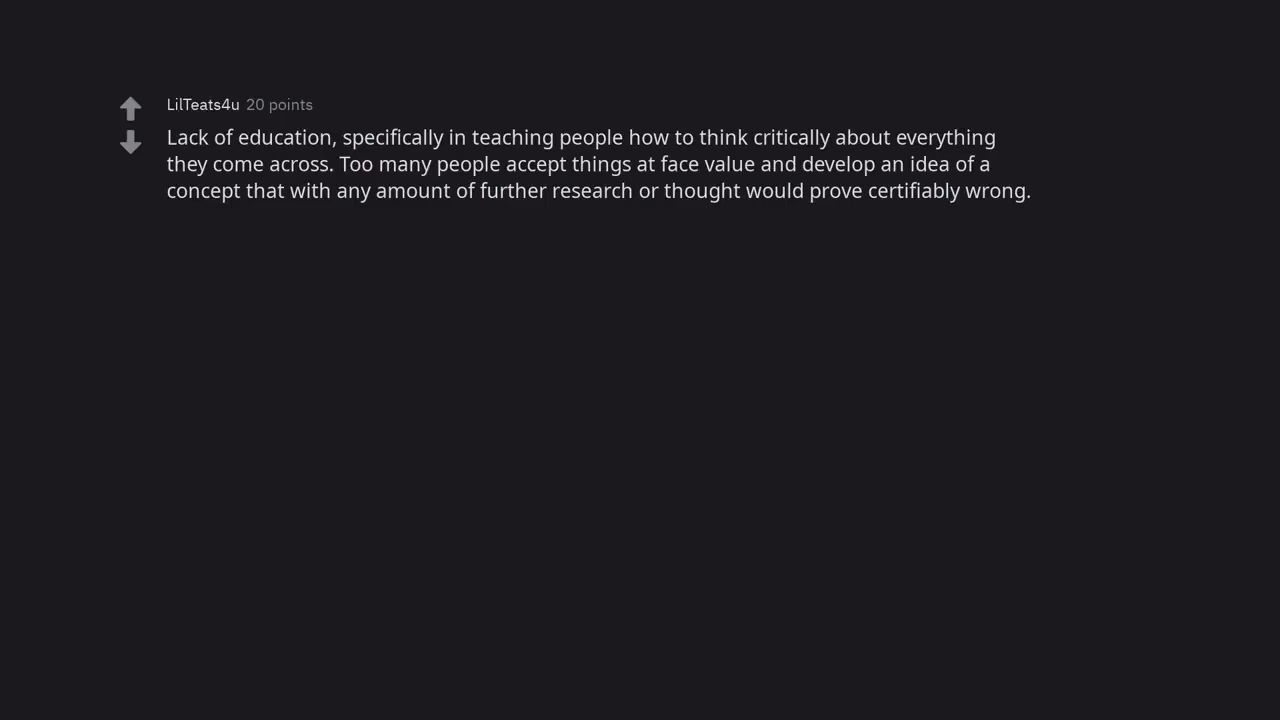 LilTeats4u 20 points
Lack of education, specifically in teaching people how to think critically about everything
they come across. Too many people accept things at face value and develop an idea of a
concept that with any amount of further research or thought would prove certifiably wrong.